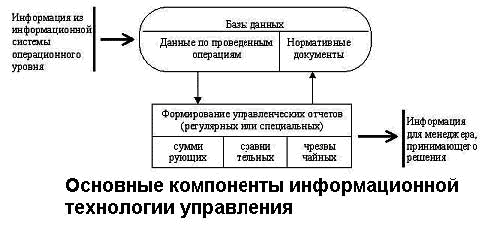 Информация из
информационной
системы
операционного
уровня
Базы данных
Данные по проведенным
операциям
Нормативные
документы
Формирование управленческих отчетов
(регулярных или специальных)
сумми
рующих
сравни
тельных
чрезвы
чайных
Информация
для менеджера,
принимающего
решения
Основные компоненты информационной
технологии управления